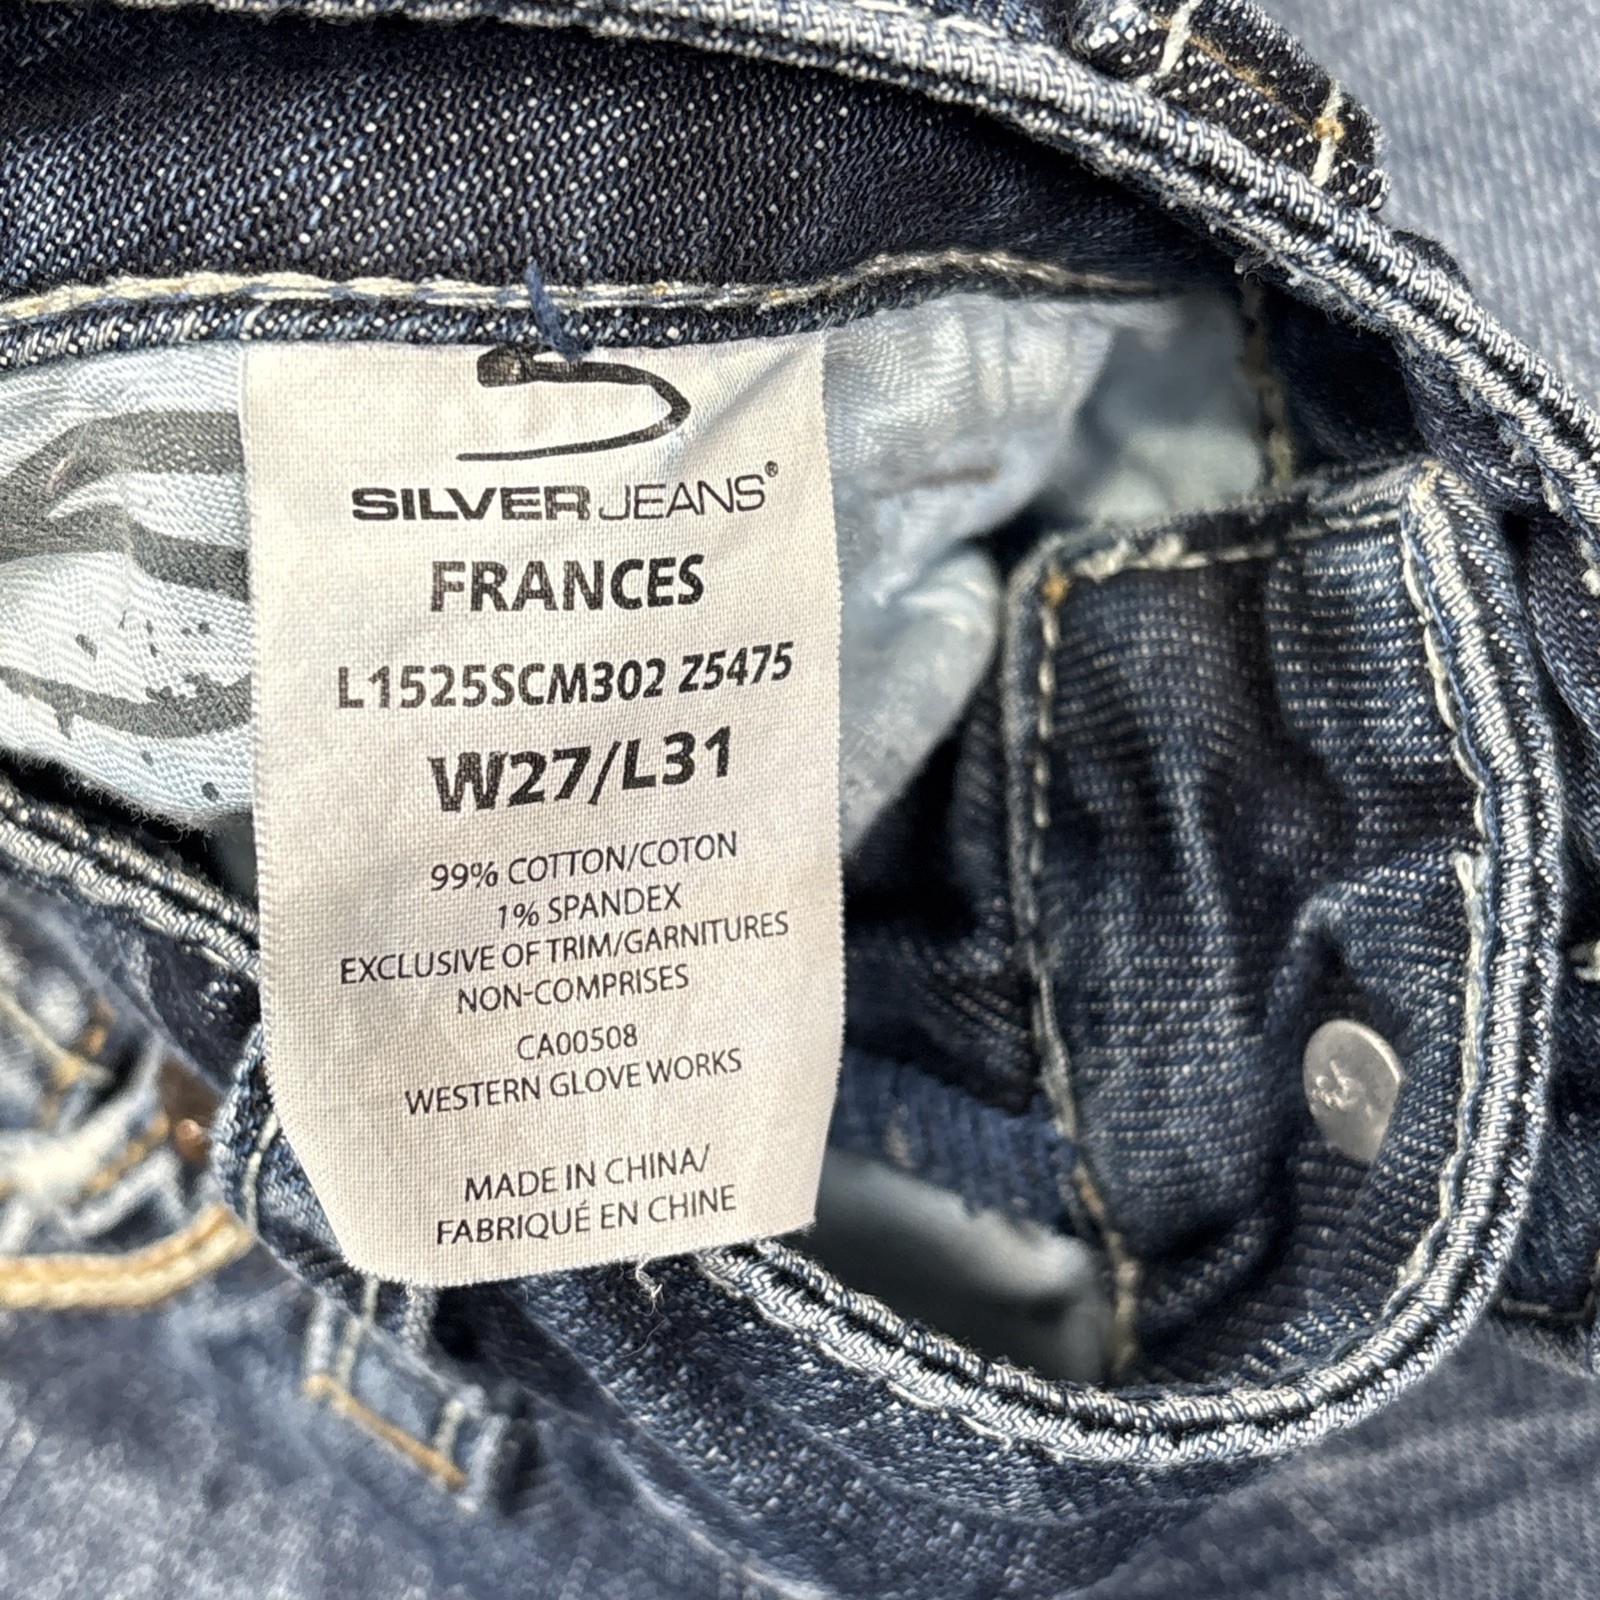 SILVER JEANS®
FRANCES
L1525SCM302 Z5475
W27/L31
99% COTTON/COTON
1% SPANDEX
EXCLUSIVE OF TRIM/GARNITURES
NON-COMPRISES
CA00508
WESTERN GLOVE WORKS
MADE IN CHINA/
FABRIQUÉ EN CHINE